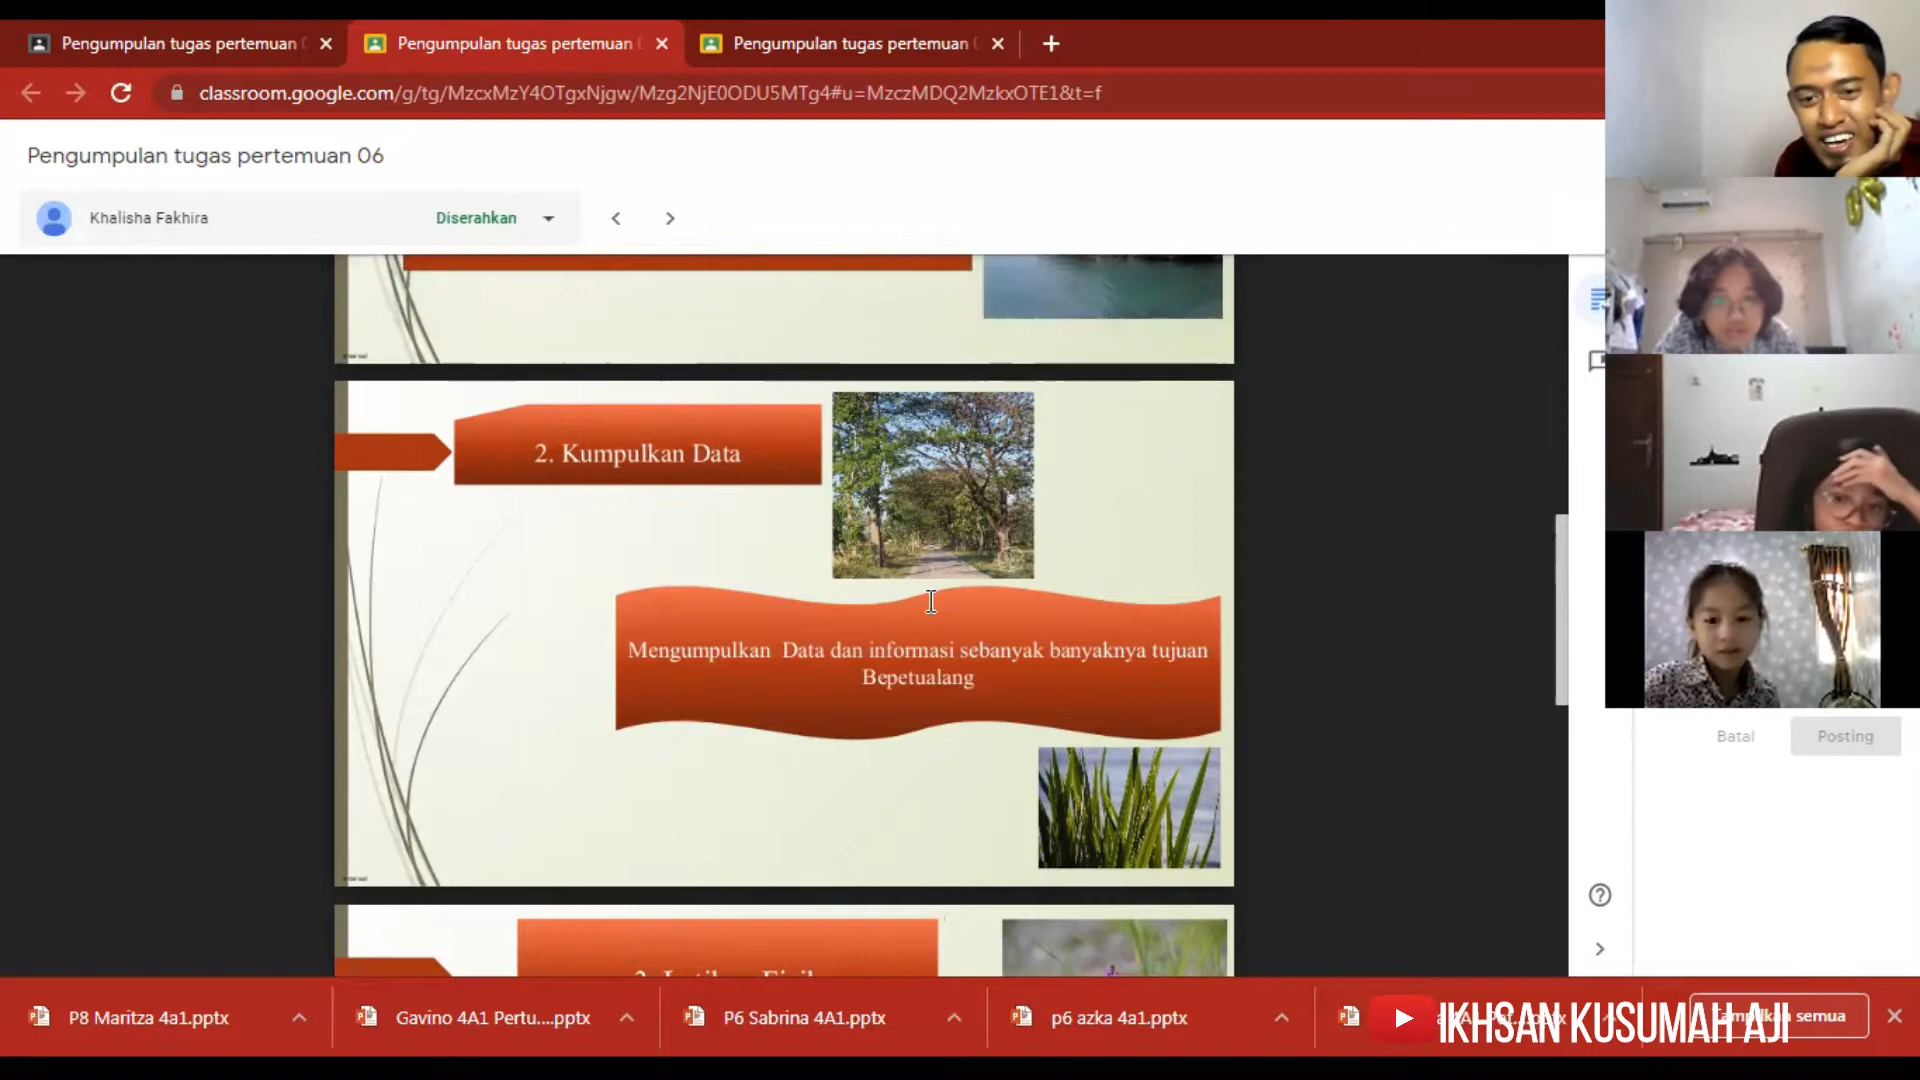 Pengumpulan tugas pertemuan
Pengumpulan tugas pertemuan
Pengumpulan tugas pertemuan
classroom.google.com/g/tg/MzcxMzY4OTgxNjgw/Mzg2NjE0ODU5MTg4#u=MzczMDQ2MzkxOTE1&t=f
Pengumpulan tugas pertemuan 06
Khalisha Fakhira
Diserahkan
2. Kumpulkan Data
Mengumpulkan Data dan informasi sebanyak banyaknya tujuan
Bepetualang
Batal
Posting
P8 Maritza 4a1.pptx
Gavino 4A1 Pertu....pptx
P6 Sabrina 4A1.pptx
p6 azka 4a1.pptx
IKHSAN KUSUMAH AJI
semua